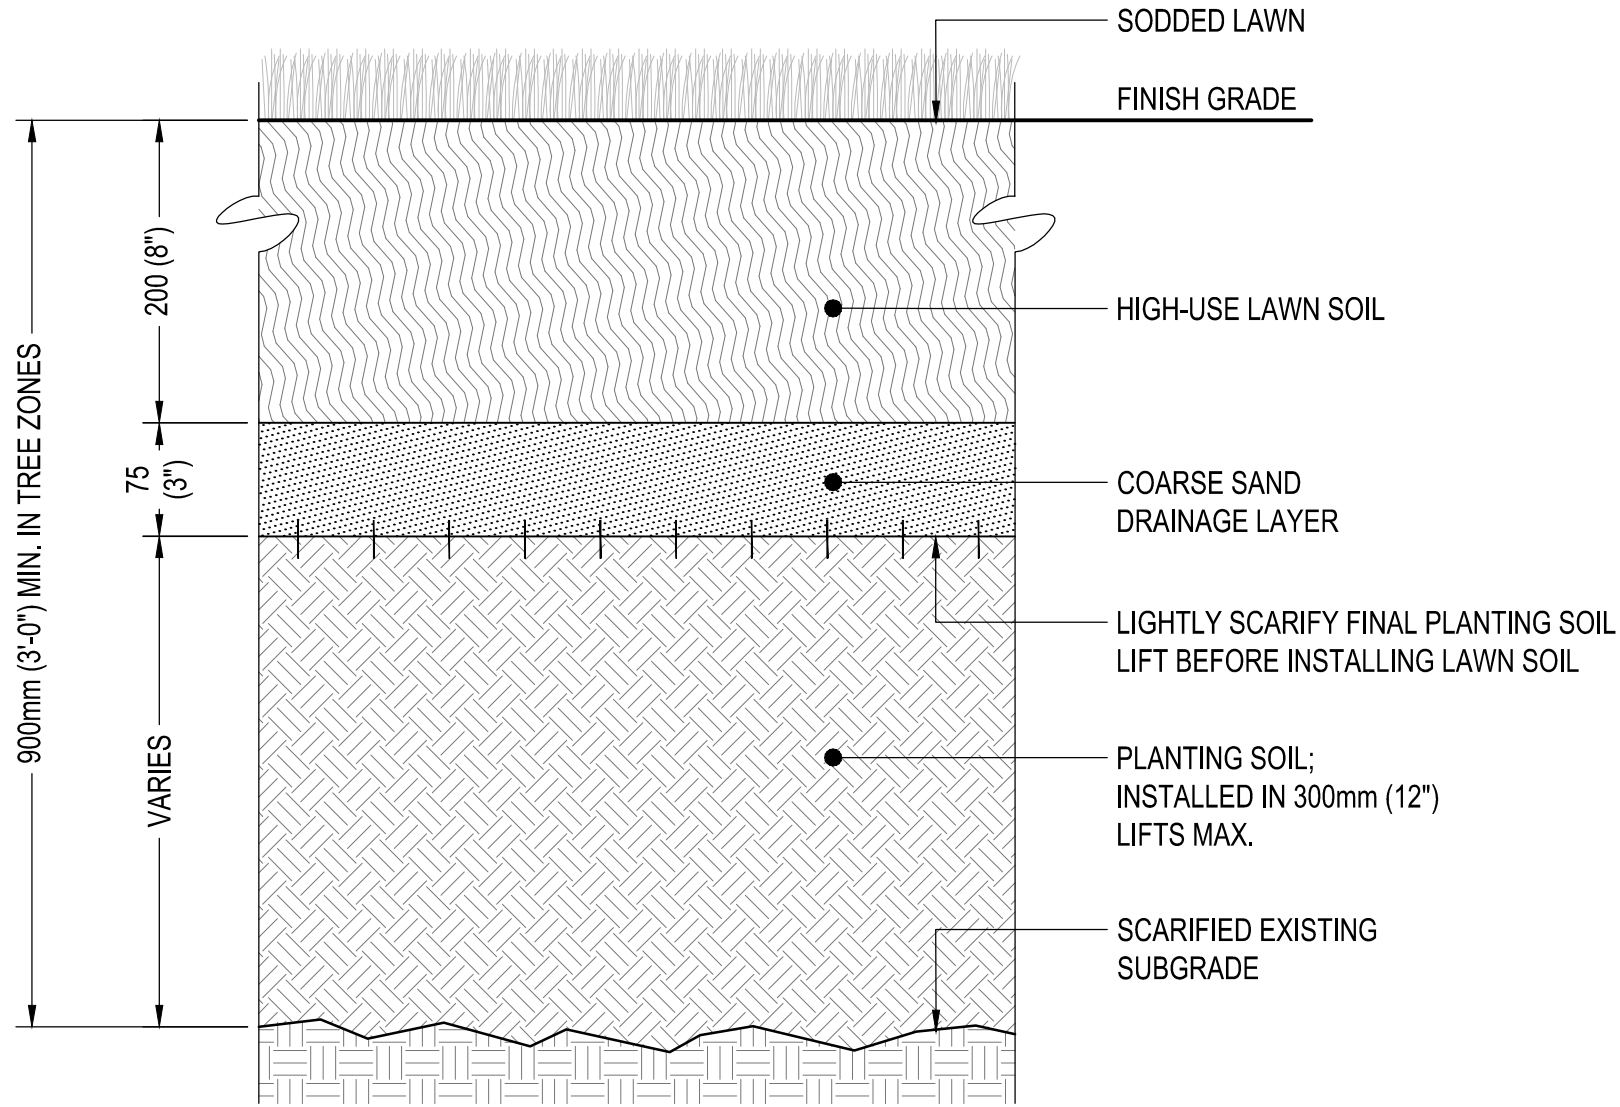 SODDED LAWN
FINISH GRADE
200 (8")
HIGH-USE LAWN SOIL
900mm (3'-0") MIN. IN TREE ZONES
75
(3")
COARSE SAND
DRAINAGE LAYER
LIGHTLY SCARIFY FINAL PLANTING SOIL
LIFT BEFORE INSTALLING LAWN SOIL
VARIES
PLANTING SOIL;
INSTALLED IN 300mm (12")
LIFTS MAX.
SCARIFIED EXISTING
SUBGRADE